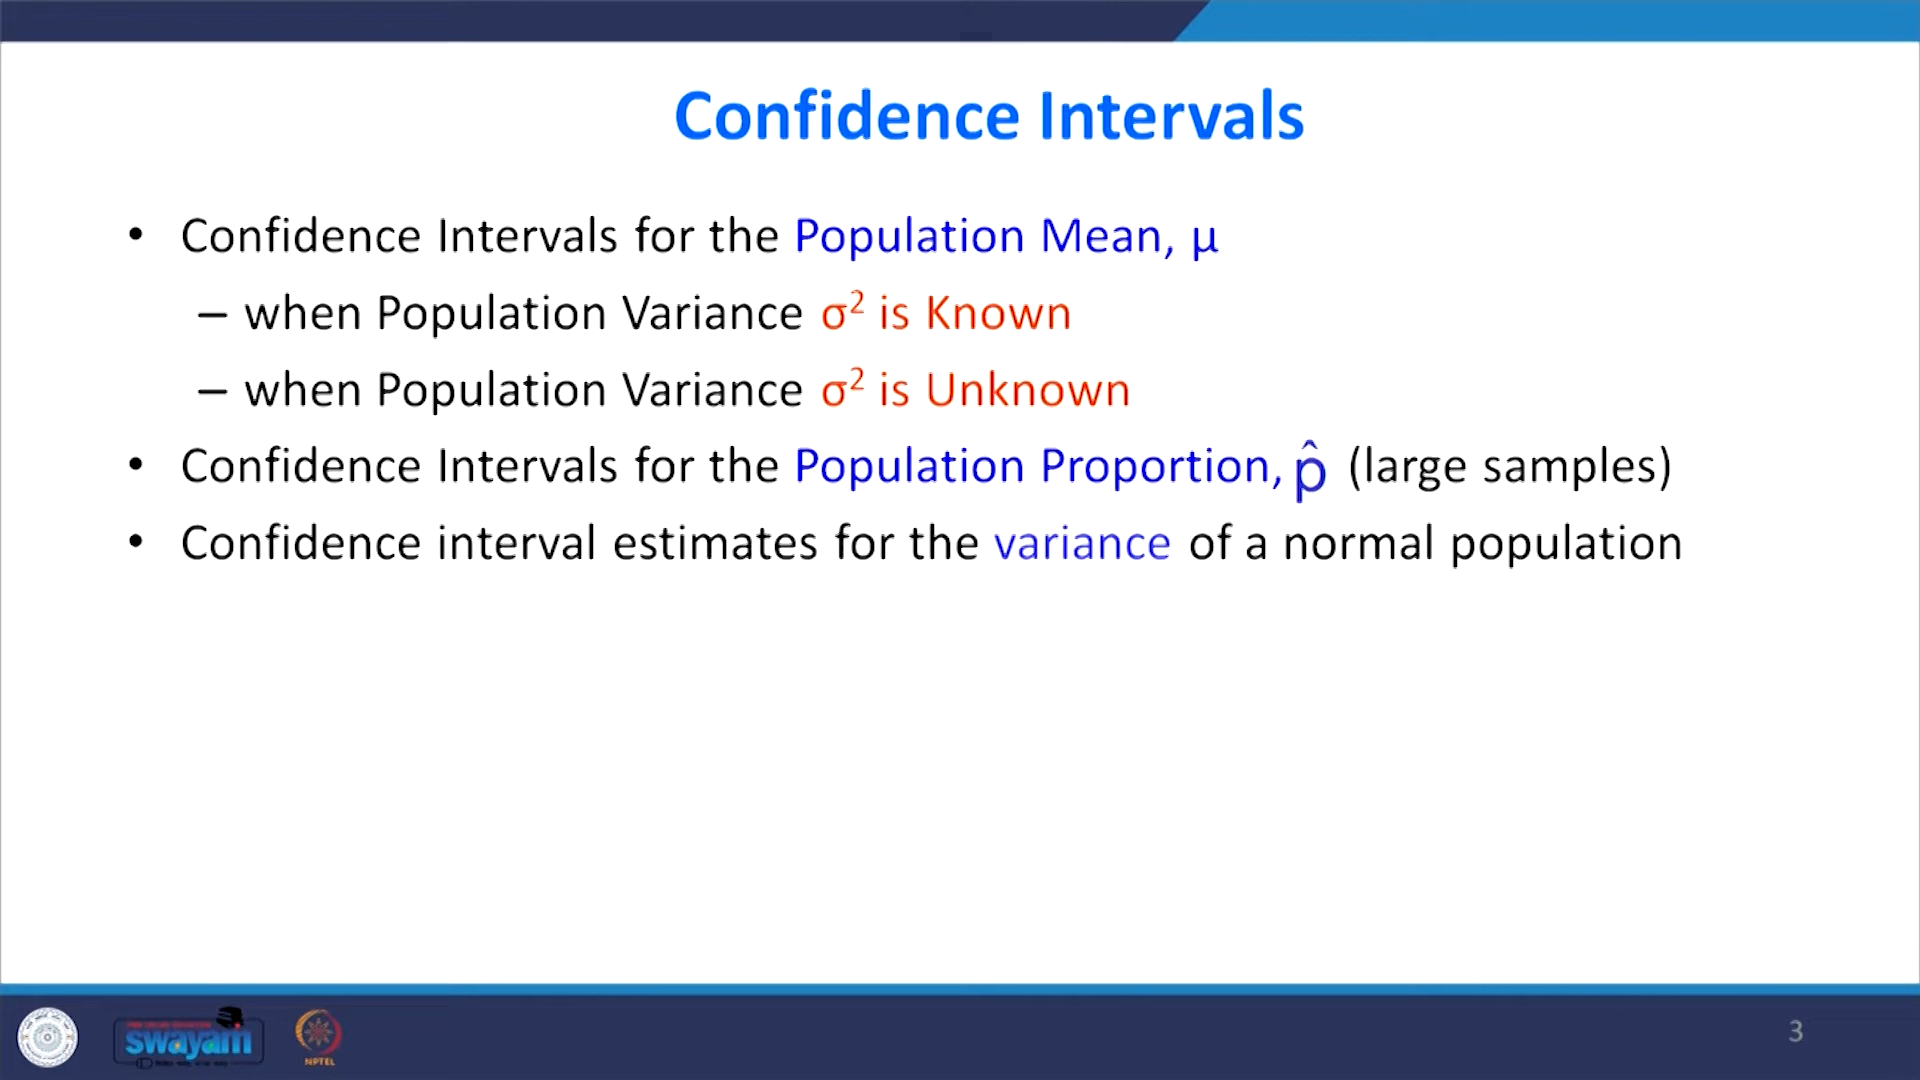 Confidence Intervals
• Confidence Intervals for the Population Mean, μ
– when Population Variance σ² is Known
– when Population Variance σ² is Unknown
• Confidence Intervals for the Population Proportion, p̂ (large samples)
• Confidence interval estimates for the variance of a normal population
swayam
NPTEL
3